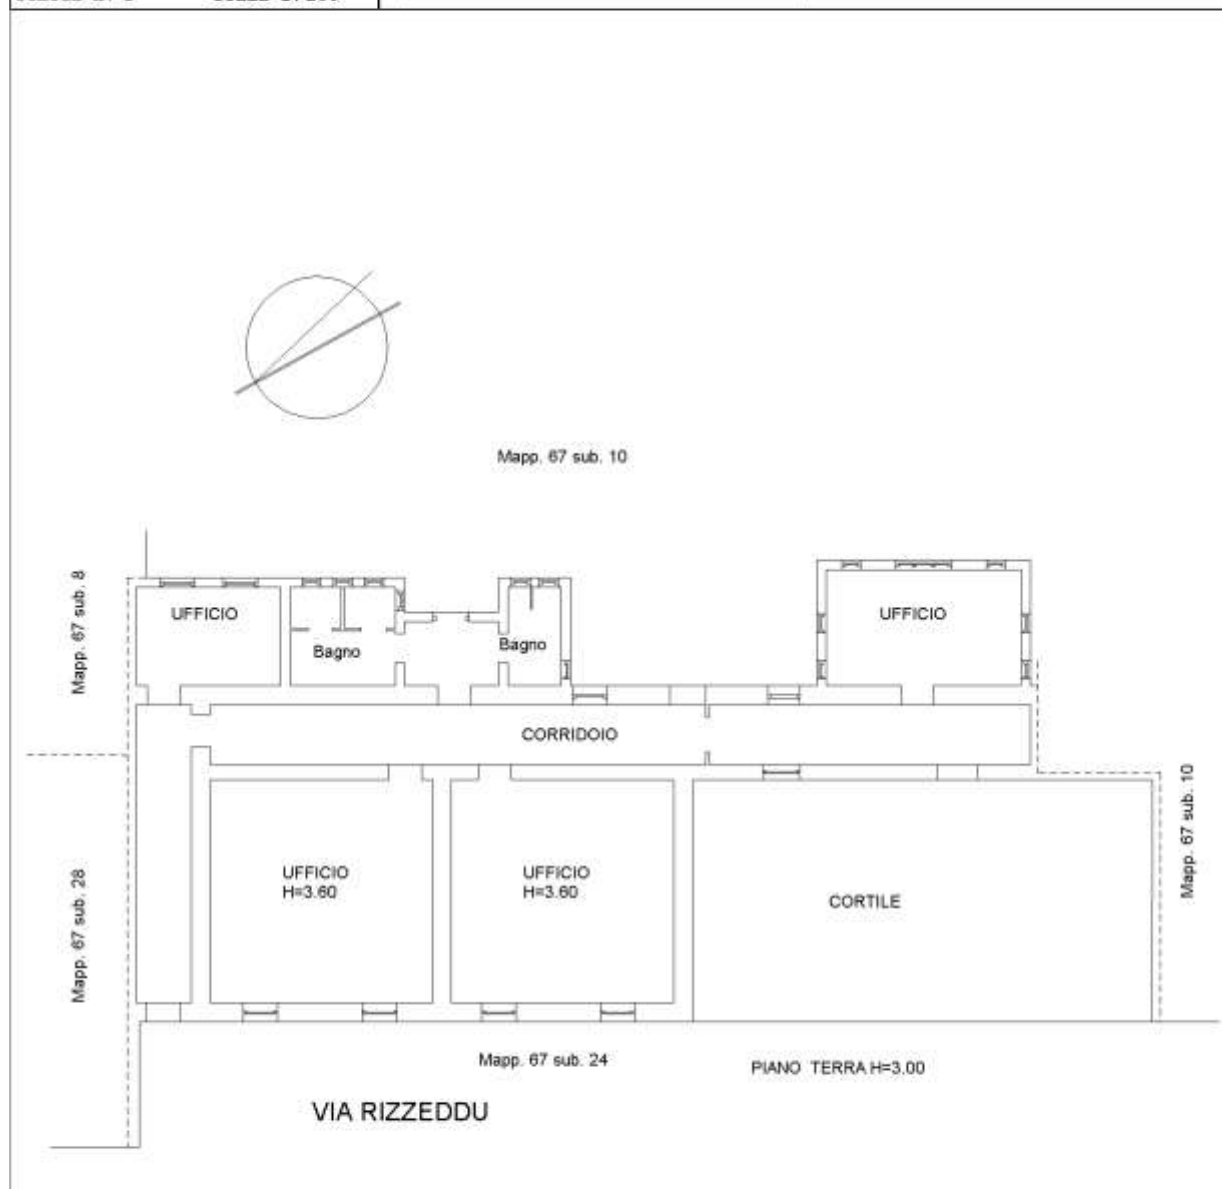 Mapp. 67 sub. 10
Mapp. 67 sub. 8
UFFICIO
Bagno
Bagno
UFFICIO
CORRIDOIO
Mapp. 67 sub. 28
UFFICIO
H=3.60
UFFICIO
H=3.60
CORTILE
Mapp. 67 sub. 10
Mapp. 67 sub. 24
PIANO TERRA H=3.00
VIA RIZZEDDU